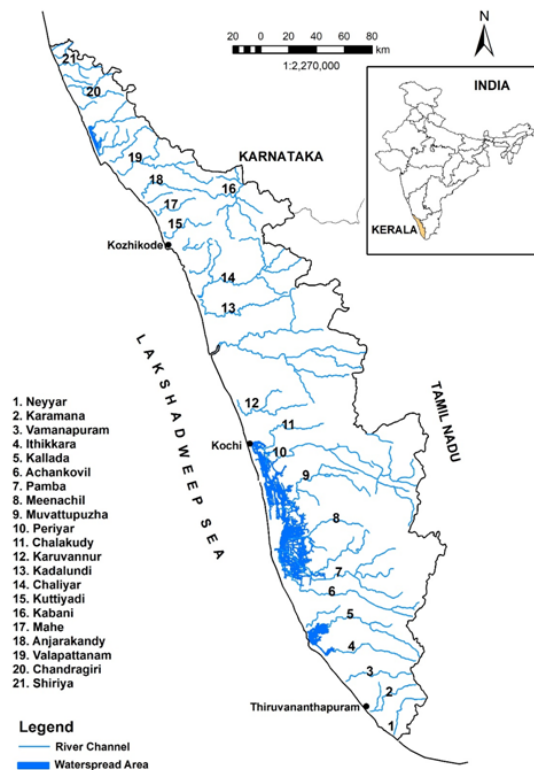 N
20 0 20 40 60 80
km
1:2,270,000
INDIA
KERALA
KARNATAKA
TAMIL NADU
LAKSHADWEEP SEA
Kozhikode
Kochi
Thiruvananthapuram
21
20
19
18
17
16
15
14
13
12
11
10
9
8
7
6
5
4
3
2
1
1. Neyyar
2. Karamana
3. Vamanapuram
4. Ithikkara
5. Kallada
6. Achankovil
7. Pamba
8. Meenachil
9. Muvattupuzha
10. Periyar
11. Chalakudy
12. Karuvannur
13. Kadalundi
14. Chaliyar
15. Kuttiyadi
16. Kabani
17. Mahe
18. Anjarakandy
19. Valapattanam
20. Chandragiri
21. Shiriya
Legend
River Channel
Waterspread Area